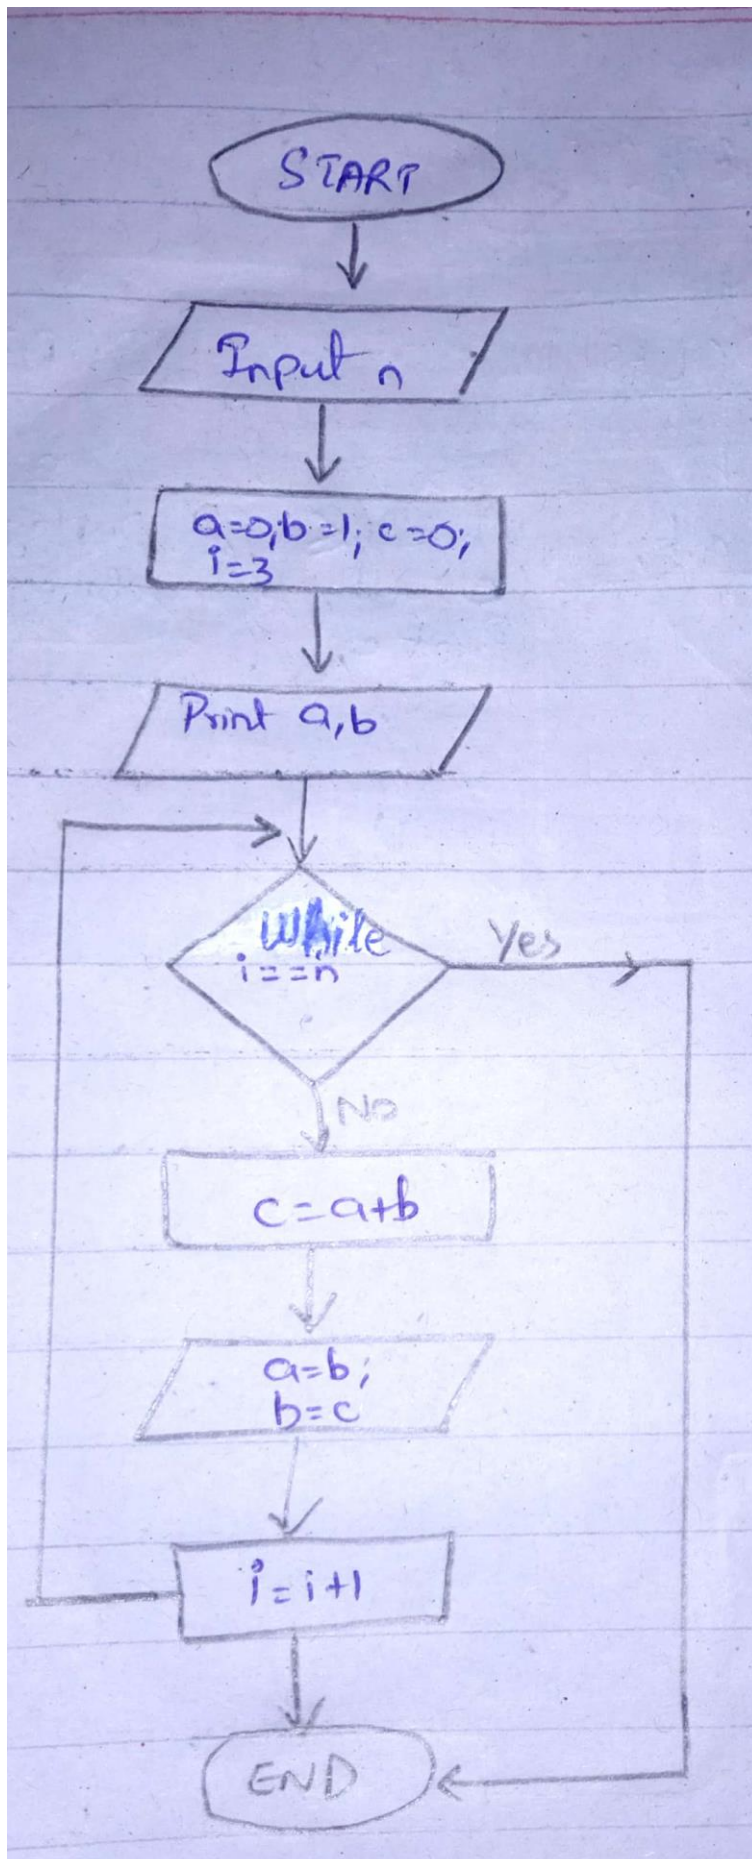 START
Input n
a=0;b=1; c=0;
i=3
Print a,b
While
i==n
Yes
No
c=a+b
a=b;
b=c
i=i+1
END